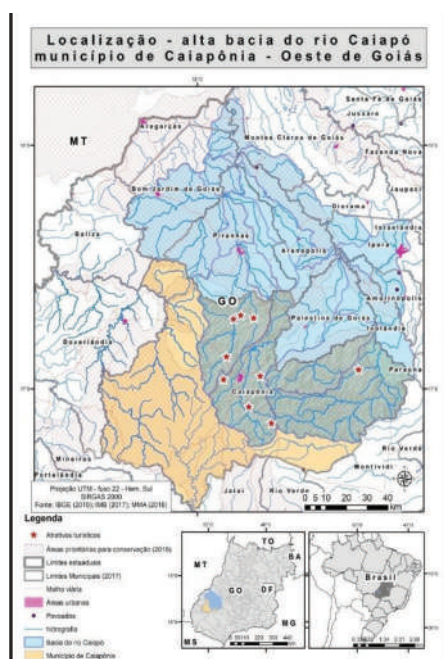 Localização - alta bacia do rio Caiapó
município de Caiapônia - Oeste de Goiás
Santa Fé de Goiás
Jussara
MT
Aragarças
Montes Claros de Goiás
Fazenda Nova
Bom Jardim de Goiás
Jaupaci
Diorama
Israelândia
Baliza
Iporá
Piranhas
Arenópolis
Amorinópolis
GO
Palestina de Goiás
Ivolândia
Doverlândia
Paraúna
Caiapônia
Mineiros
Rio Verde
Portelândia
Montividi
Jataí
Rio Verde
Projeção UTM - fuso 22 - Hem. Sul
SIRGAS 2000
Fonte: IBGE (2015); IMB (2017); MMA (2018)
0 5 10 20 30 40
KM
Legenda
Atrativos turísticos
Áreas prioritárias para conservação (2018)
Limites estaduais
Limites Municipais (2017)
Malha viária
Áreas urbanas
Povoados
hidrografia
Bacia do rio Caiapó
Município de Caiapônia
TO
BA
MT
GO
DF
MG
MS
Brasil